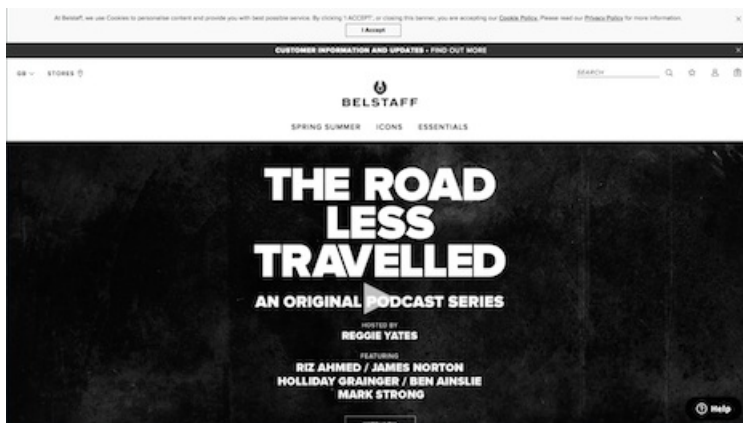 At Belstaff, we use Cookies to personalise content and provide you with best possible service. By clicking 'I ACCEPT', or closing this banner, you are accepting our Cookie Policy. Please read our Privacy Policy for more information.
I Accept
CUSTOMER INFORMATION AND UPDATES - FIND OUT MORE
GB STORES SEARCH
BELSTAFF
SPRING SUMMER ICONS ESSENTIALS
THE ROAD
LESS
TRAVELLED
AN ORIGINAL PODCAST SERIES
HOSTED BY
REGGIE YATES
FEATURING
RIZ AHMED / JAMES NORTON
HOLLIDAY GRAINGER / BEN AINSLIE
MARK STRONG
Help